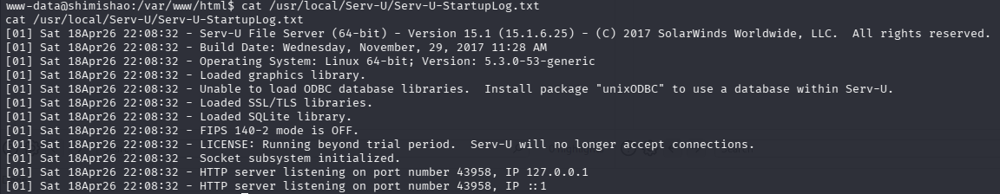 www-data@shimishao:/var/www/html$ cat /usr/local/Serv-U/Serv-U-StartupLog.txt
cat /usr/local/Serv-U/Serv-U-StartupLog.txt
[01] Sat 18Apr26 22:08:32 - Serv-U File Server (64-bit) - Version 15.1 (15.1.6.25) - (C) 2017 SolarWinds Worldwide, LLC.  All rights reserved.
[01] Sat 18Apr26 22:08:32 - Build Date: Wednesday, November, 29, 2017 11:28 AM
[01] Sat 18Apr26 22:08:32 - Operating System: Linux 64-bit; Version: 5.3.0-53-generic
[01] Sat 18Apr26 22:08:32 - Loaded graphics library.
[01] Sat 18Apr26 22:08:32 - Unable to load ODBC database libraries.  Install package "unixODBC" to use a database within Serv-U.
[01] Sat 18Apr26 22:08:32 - Loaded SSL/TLS libraries.
[01] Sat 18Apr26 22:08:32 - Loaded SQLite library.
[01] Sat 18Apr26 22:08:32 - FIPS 140-2 mode is OFF.
[01] Sat 18Apr26 22:08:32 - LICENSE: Running beyond trial period.  Serv-U will no longer accept connections.
[01] Sat 18Apr26 22:08:32 - Socket subsystem initialized.
[01] Sat 18Apr26 22:08:32 - HTTP server listening on port number 43958, IP 127.0.0.1
[01] Sat 18Apr26 22:08:32 - HTTP server listening on port number 43958, IP ::1